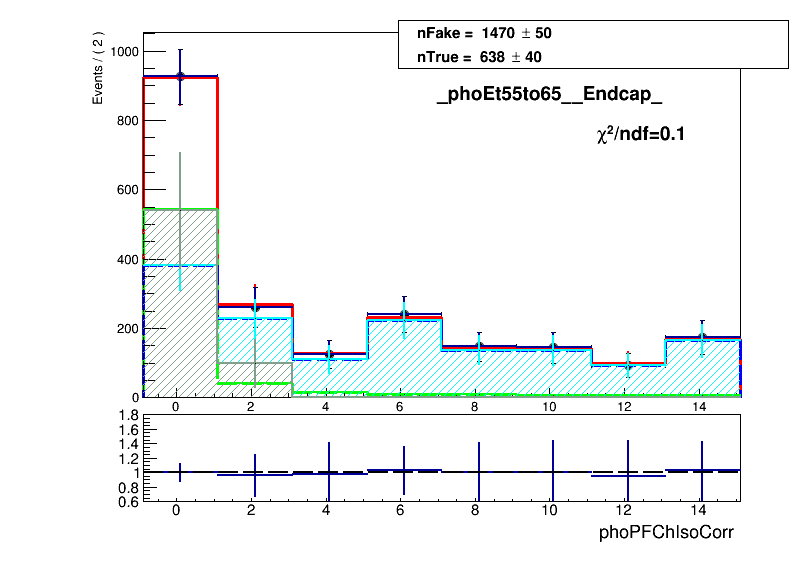 nFake = 1470 ± 50
nTrue = 638 ± 40
_phoEt55to65__Endcap_
χ²/ndf=0.1
Events / ( 2 )
1000
800
600
400
200
0
0 2 4 6 8 10 12 14
1.8
1.6
1.4
1.2
1
0.8
0.6
0 2 4 6 8 10 12 14
phoPFChIsoCorr